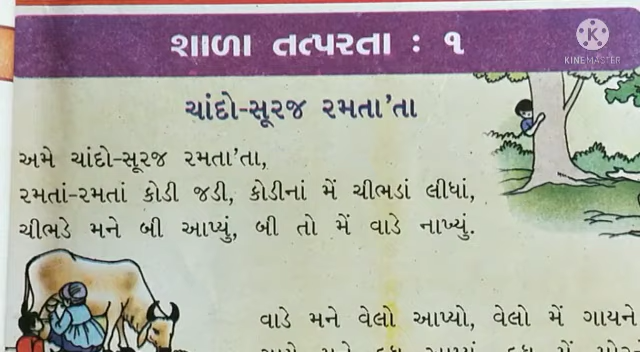 શાળા તત્પરતા : ૧
KINEMASTER
ચાંદો-સૂરજ રમતા'તા
અમે ચાંદો-સૂરજ રમતા'તા,
રમતાં-રમતાં કોડી જડી, કોડીનાં મેં ચીભડાં લીધાં,
ચીભડે મને બી આપ્યું, બી તો મેં વાડે નાખ્યું.
વાડે મને વેલો આપ્યો, વેલો મેં ગાયને